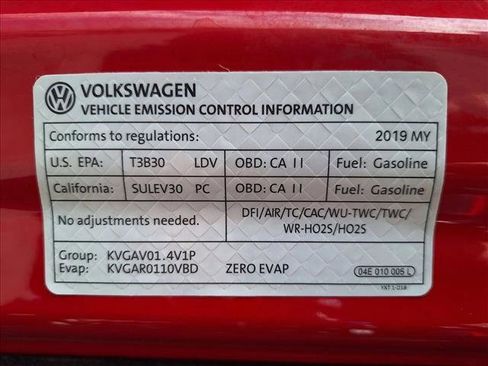 VOLKSWAGEN
VEHICLE EMISSION CONTROL INFORMATION
Conforms to regulations: 2019 MY
U.S. EPA: T3B30 LDV OBD: CA II Fuel: Gasoline
California: SULEV30 PC OBD: CA II Fuel: Gasoline
No adjustments needed. DFI/AIR/TC/CAC/WU-TWC/TWC/
WR-HO2S/HO2S
Group: KVGAV01.4V1P
Evap: KVGAR0110VBD ZERO EVAP 04E 010 005 L